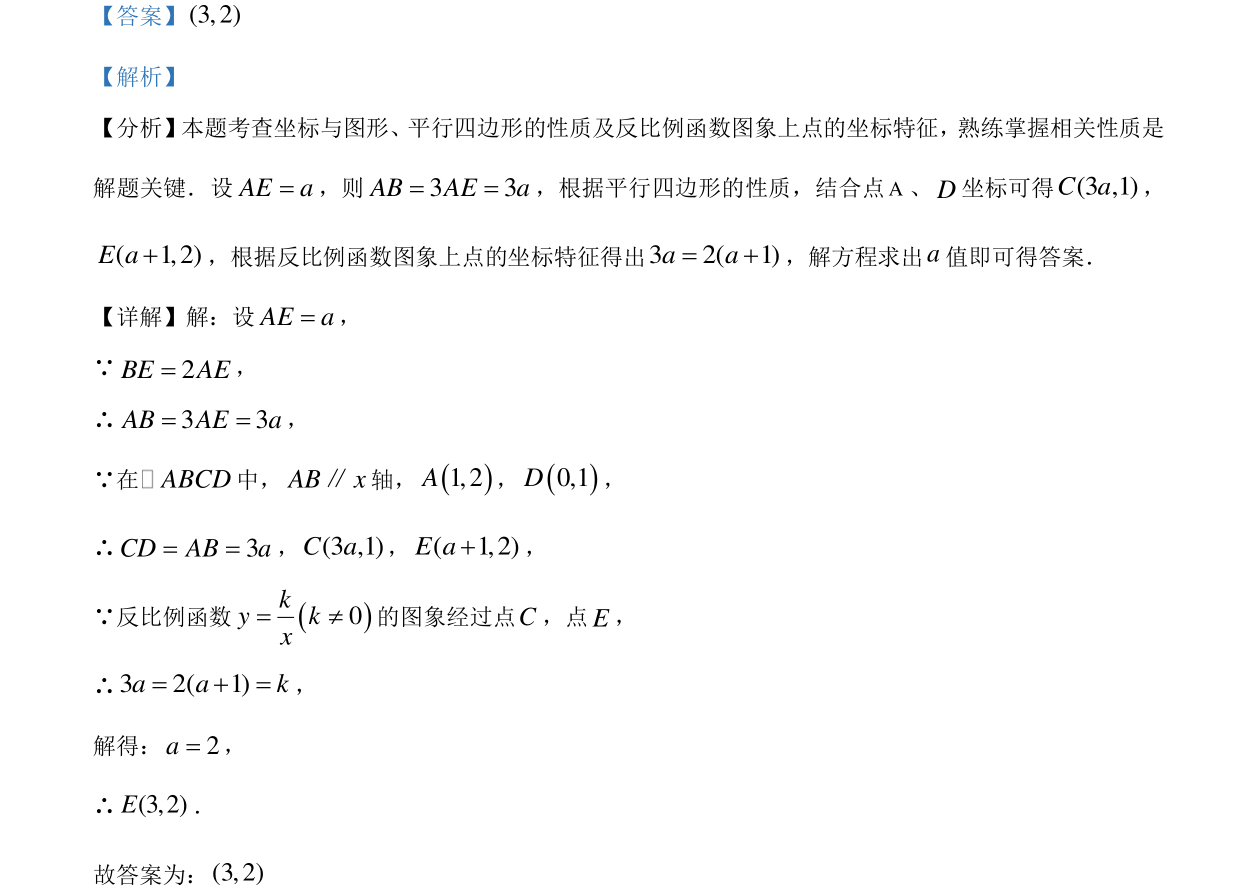 【答案】(3,2)
【解析】
【分析】本题考查坐标与图形、平行四边形的性质及反比例函数图象上点的坐标特征，熟练掌握相关性质是
解题关键．设 AE = a，则 AB = 3AE = 3a，根据平行四边形的性质，结合点 A 、 D 坐标可得 C(3a,1)，
E(a+1,2)，根据反比例函数图象上点的坐标特征得出 3a = 2(a+1)，解方程求出 a 值即可得答案．
【详解】解：设 AE = a，
∵ BE = 2AE，
∴ AB = 3AE = 3a，
∵在□ ABCD 中， AB // x 轴， A(1,2)， D(0,1)，
∴ CD = AB = 3a， C(3a,1)， E(a+1,2)，
∵反比例函数 y = k/x (k ≠ 0) 的图象经过点 C，点 E，
∴ 3a = 2(a+1) = k，
解得：a = 2，
∴ E(3,2)．
故答案为：(3,2)